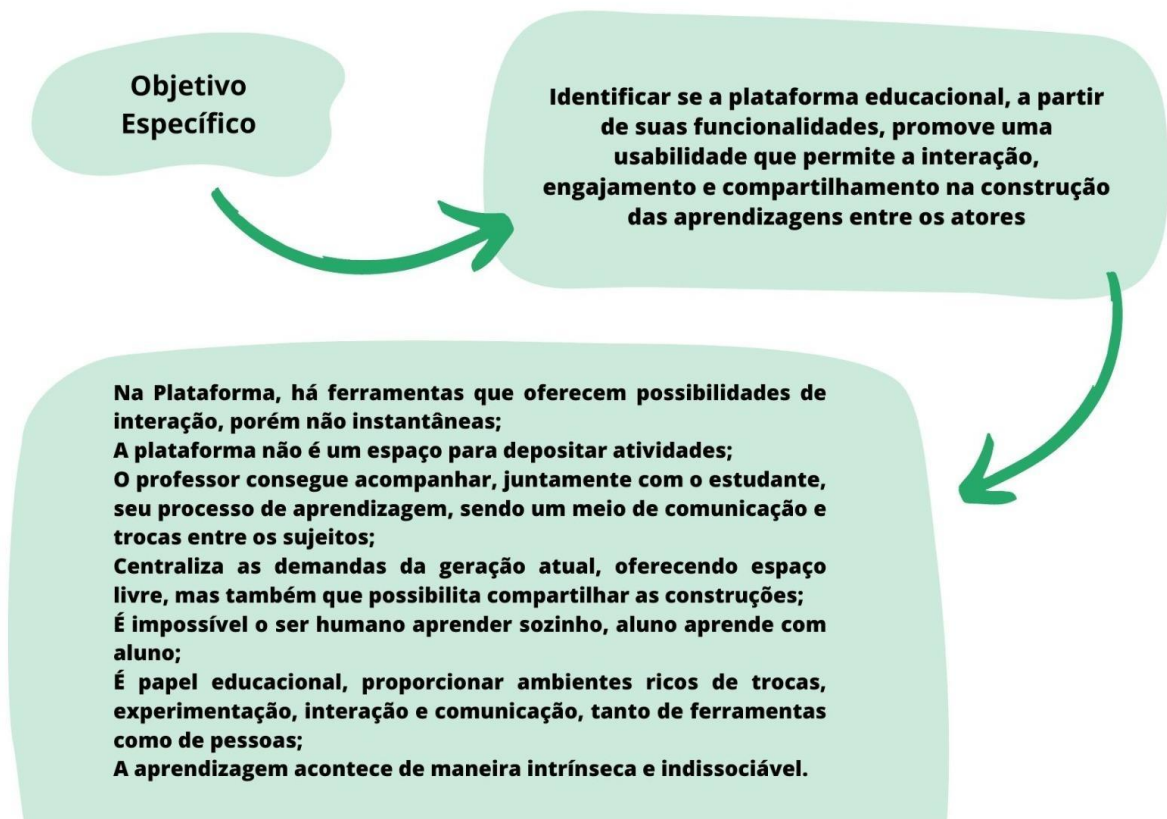 Objetivo
Específico
Identificar se a plataforma educacional, a partir
de suas funcionalidades, promove uma
usabilidade que permite a interação,
engajamento e compartilhamento na construção
das aprendizagens entre os atores
Na Plataforma, há ferramentas que oferecem possibilidades de
interação, porém não instantâneas;
A plataforma não é um espaço para depositar atividades;
O professor consegue acompanhar, juntamente com o estudante,
seu processo de aprendizagem, sendo um meio de comunicação e
trocas entre os sujeitos;
Centraliza as demandas da geração atual, oferecendo espaço
livre, mas também que possibilita compartilhar as construções;
É impossível o ser humano aprender sozinho, aluno aprende com
aluno;
É papel educacional, proporcionar ambientes ricos de trocas,
experimentação, interação e comunicação, tanto de ferramentas
como de pessoas;
A aprendizagem acontece de maneira intrínseca e indissociável.